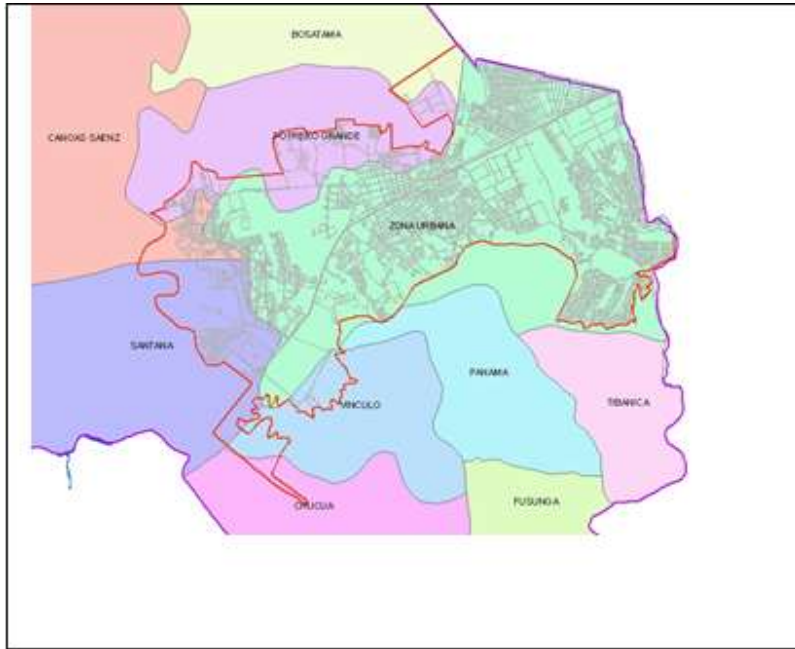 BOSATAMA
CANOAS SAENZ
POTRERO GRANDE
ZONA URBANA
SANTANA
PANAMA
TIBANICA
VINCULO
CHUCUA
FUSUNGA